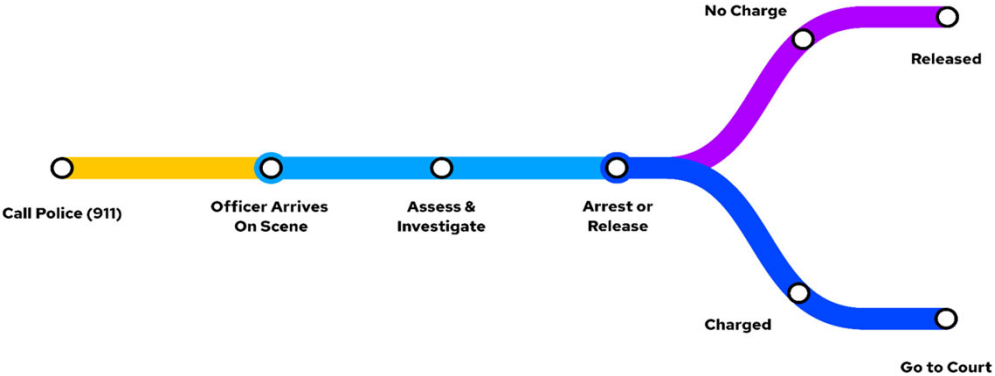 No Charge
Released
Call Police (911)
Officer Arrives
On Scene
Assess &
Investigate
Arrest or
Release
Charged
Go to Court